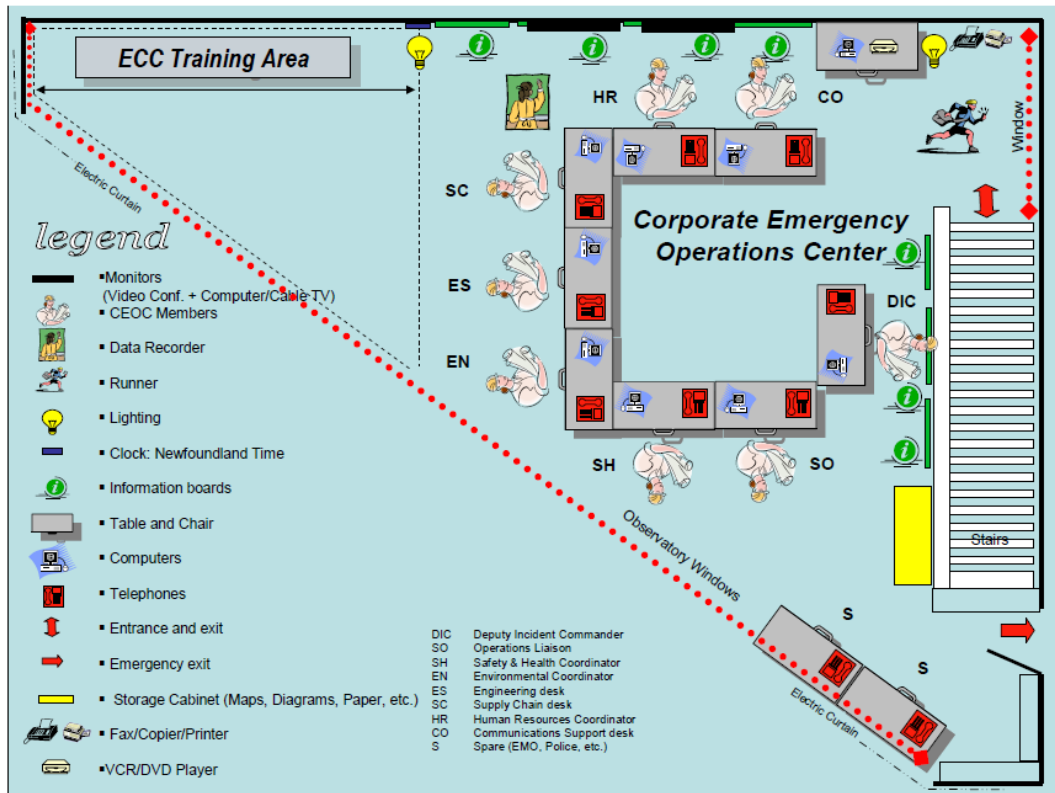 ECC Training Area
HR
CO
Window
SC
Electric Curtain
Corporate Emergency
Operations Center
legend
ES
DIC
▪Monitors
(Video Conf. + Computer/Cable TV)
▪ CEOC Members
▪ Data Recorder
EN
▪ Runner
▪ Lighting
▪ Clock: Newfoundland Time
SH
SO
▪ Information boards
▪ Table and Chair
Observatory Windows
Stairs
▪ Computers
▪ Telephones
S
▪ Entrance and exit
▪ Emergency exit
S
▪ Storage Cabinet (Maps, Diagrams, Paper, etc.)
Electric Curtain
▪ Fax/Copier/Printer
▪VCR/DVD Player
DIC Deputy Incident Commander
SO Operations Liaison
SH Safety & Health Coordinator
EN Environmental Coordinator
ES Engineering desk
SC Supply Chain desk
HR Human Resources Coordinator
CO Communications Support desk
S Spare (EMO, Police, etc.)